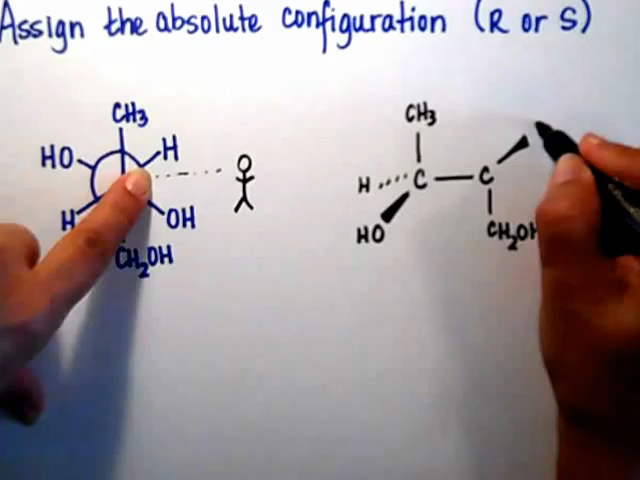 Assign the absolute configuration (R or S)
CH3 CH3
HO H
H C C
H OH
HO CH2OH
CH2OH